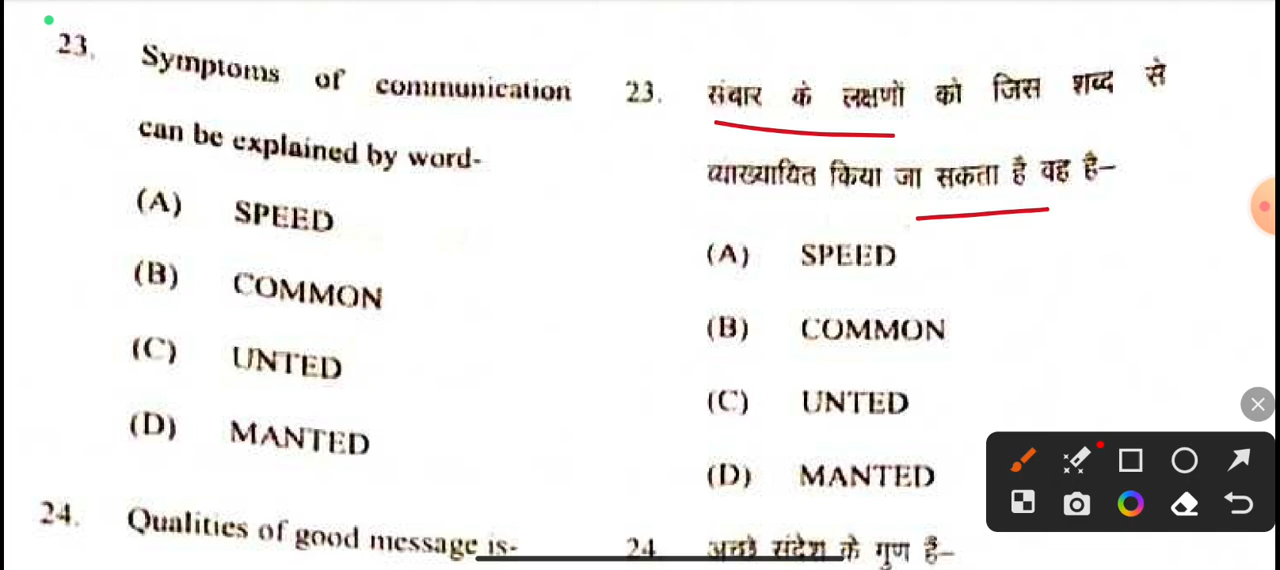 23. Symptoms of communication
can be explained by word-
(A) SPEED
(B) COMMON
(C) UNTED
(D) MANTED
24. Qualities of good message is-
23. संचार के लक्षणों को जिस शब्द से
व्याख्यायित किया जा सकता है वह है–
(A) SPEED
(B) COMMON
(C) UNTED
(D) MANTED
24 अच्छे संदेश के गुण हैं–